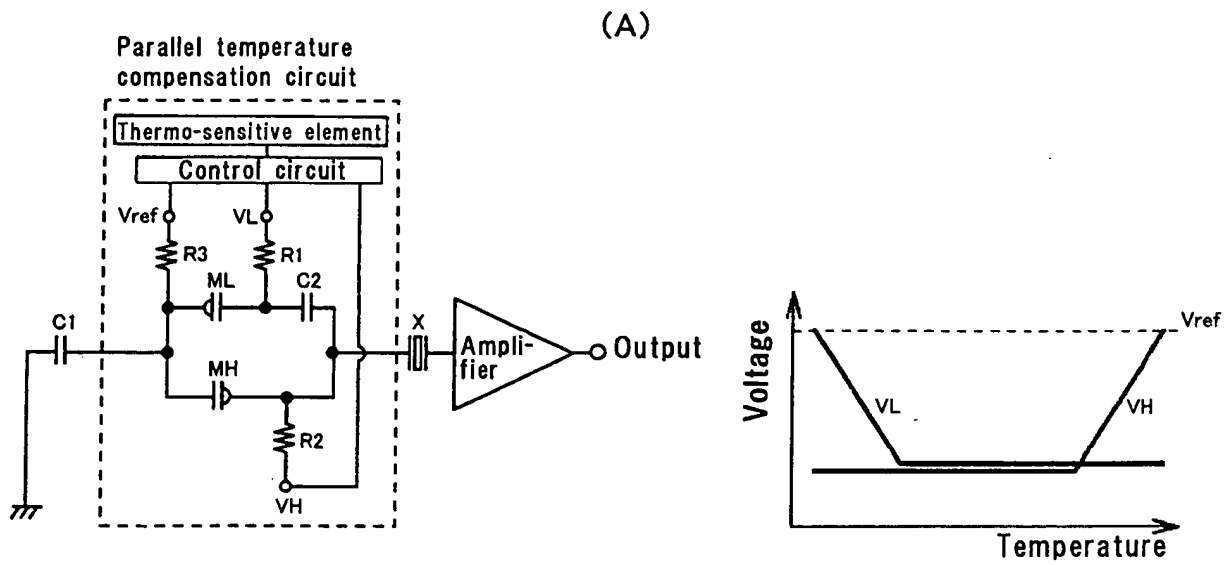 (A)
Parallel temperature
compensation circuit
Thermo-sensitive element
Control circuit
Vref
VL
R3
R1
ML
C2
C1
MH
R2
VH
X
Ampli-
fier
Output
Voltage
Vref
VL
VH
Temperature